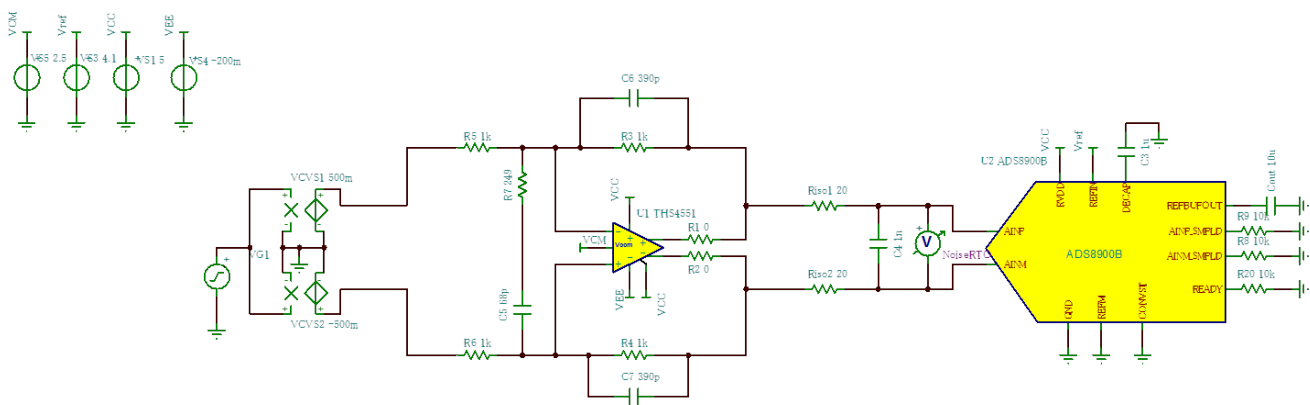 VCM
Vref
VCC
VEE
VS5 2.5
VS3 4.1
VS1 5
VS4 -200m
C6 390p
R5 1k
R3 1k
U2 ADS8900B
VCC
Vref
C3 1n
Cout 10u
VCVS1 500m
R7 249
VCC
U1 THS4551
Riso1 20
RVDD
REFIN
DECAP
REFBUFOUT
R9 10k
VCM
Vocm
R1 0
C4 1n
V
NoiseRTO
AINP
ADS8900B
AINP_SMPLD
R8 10k
VG1
R2 0
AINM
AINM_SMPLD
R20 10k
VEE
VCC
Riso2 20
READY
VCVS2 -500m
C5 68p
GND
REFM
CONVST
R6 1k
R4 1k
C7 390p